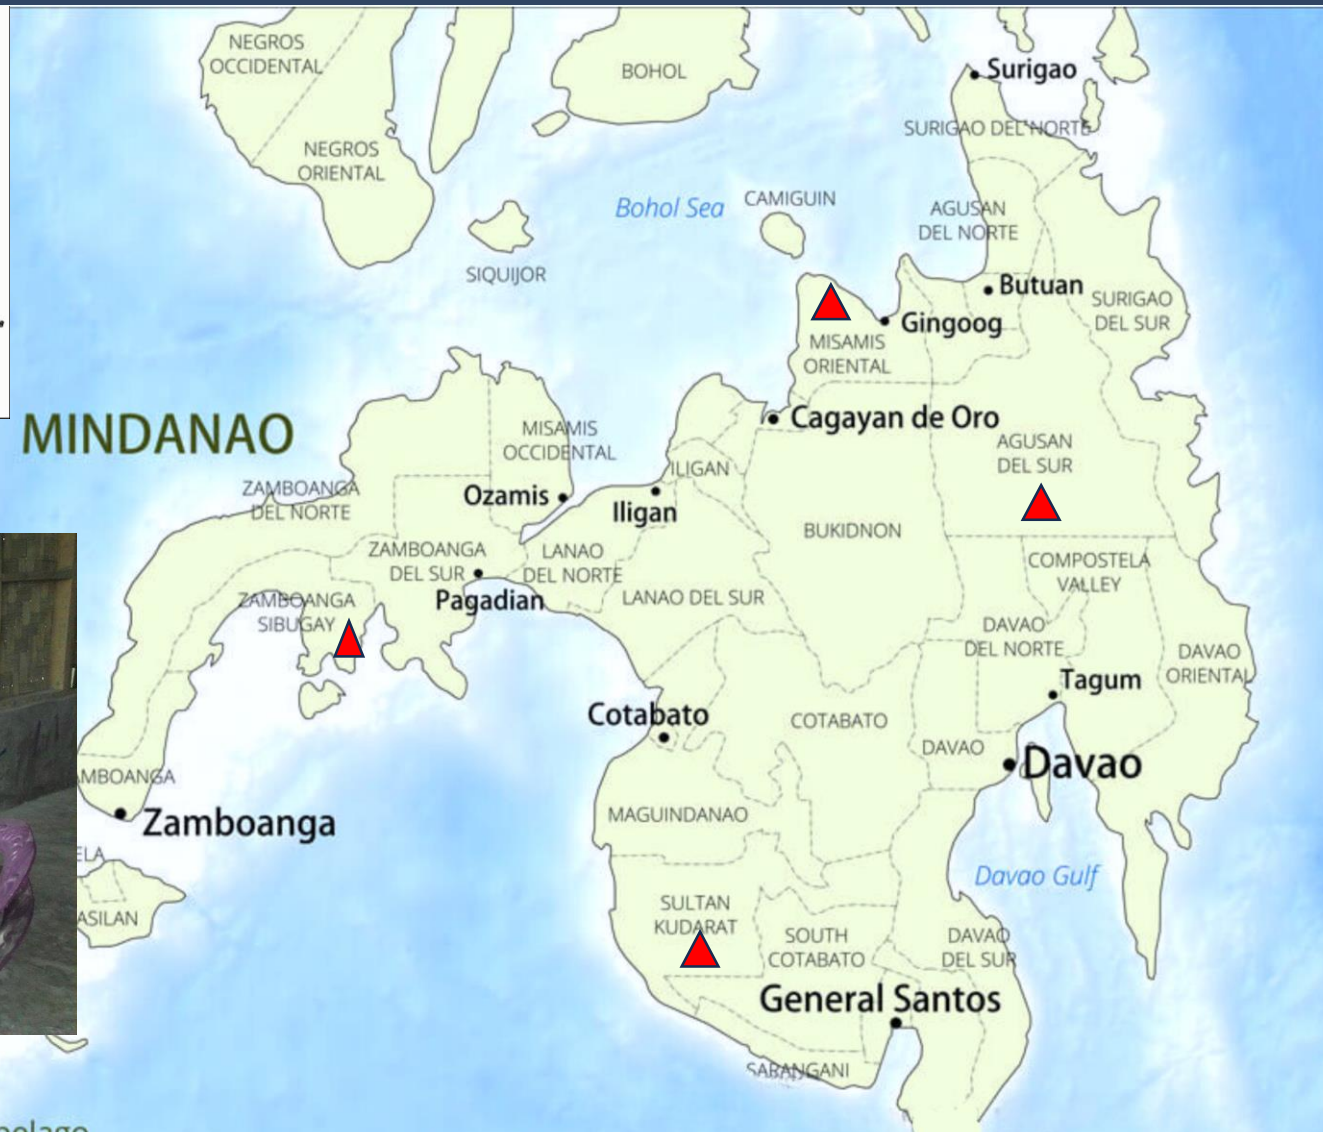 NEGROS
OCCIDENTAL
BOHOL
Surigao
SURIGAO DEL NORTE
NEGROS
ORIENTAL
Bohol Sea
CAMIGUIN
AGUSAN
DEL NORTE
SIQUIJOR
Butuan
SURIGAO
DEL SUR
Gingoog
MISAMIS
ORIENTAL
MINDANAO
Cagayan de Oro
MISAMIS
OCCIDENTAL
AGUSAN
DEL SUR
ILIGAN
ZAMBOANGA
DEL NORTE
Ozamis
Iligan
BUKIDNON
ZAMBOANGA
DEL SUR
LANAO
DEL NORTE
COMPOSTELA
VALLEY
Pagadian
LANAO DEL SUR
ZAMBOANGA
SIBUGAY
DAVAO
DEL NORTE
DAVAO
ORIENTAL
Tagum
Cotabato
COTABATO
DAVAO
Davao
AMBOANGA
Zamboanga
MAGUINDANAO
ELA
Davao Gulf
ASILAN
SULTAN
KUDARAT
SOUTH
COTABATO
DAVAO
DEL SUR
General Santos
SARANGANI